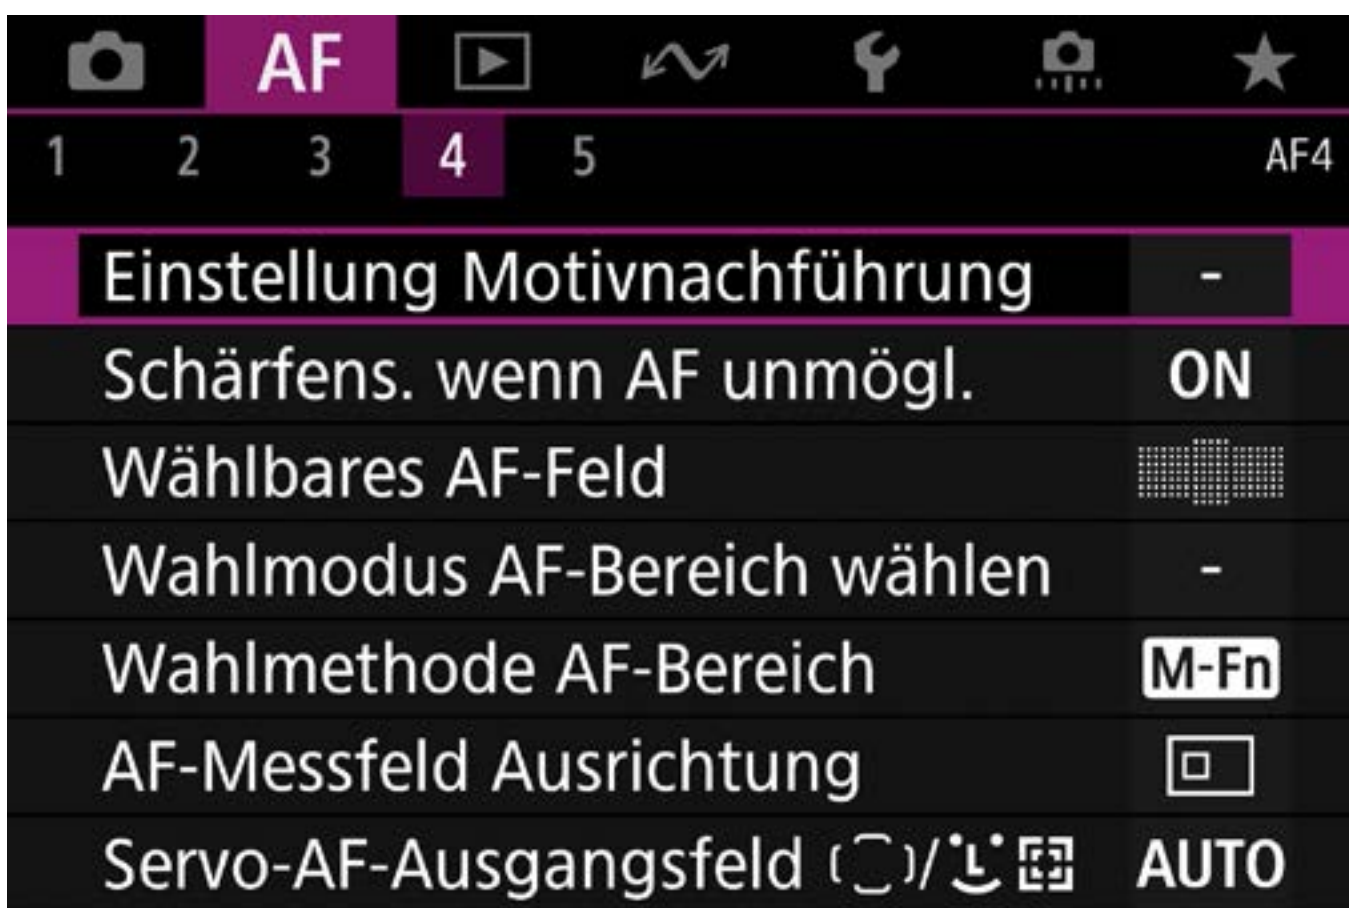 AF
1 2 3 4 5 AF4
Einstellung Motivnachführung -
Schärfens. wenn AF unmögl. ON
Wählbares AF-Feld
Wahlmodus AF-Bereich wählen -
Wahlmethode AF-Bereich M-Fn
AF-Messfeld Ausrichtung
Servo-AF-Ausgangsfeld AUTO